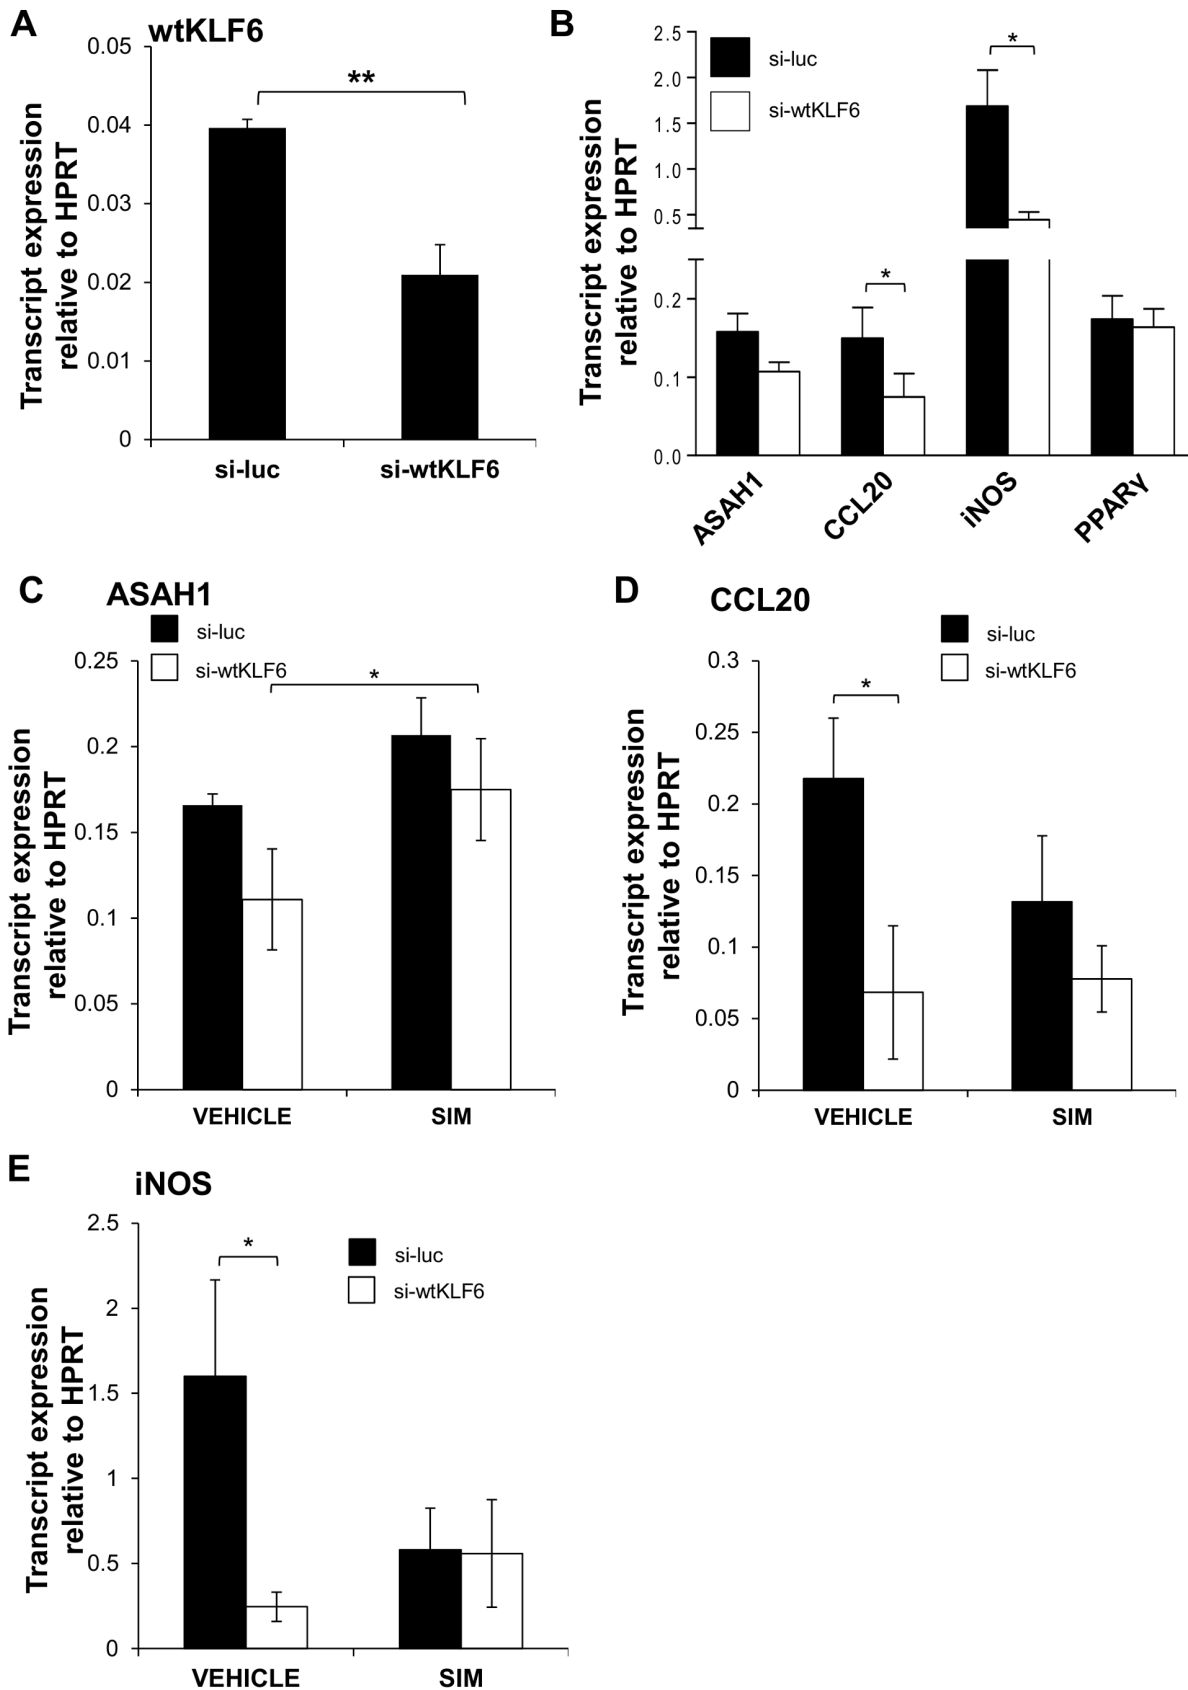 A
wtKLF6
Transcript expression
relative to HPRT
0.05
0.04
0.03
0.02
0.01
0
**
si-luc
si-wtKLF6
B
Transcript expression
relative to HPRT
2.5
2.0
1.5
1.0
0.5
0.2
0.1
0.0
si-luc
si-wtKLF6
*
*
ASAH1
CCL20
iNOS
PPARγ
C
ASAH1
si-luc
si-wtKLF6
Transcript expression
relative to HPRT
0.25
0.2
0.15
0.1
0.05
0
*
VEHICLE
SIM
D
CCL20
si-luc
si-wtKLF6
Transcript expression
relative to HPRT
0.3
0.25
0.2
0.15
0.1
0.05
0
*
VEHICLE
SIM
E
iNOS
Transcript expression
relative to HPRT
2.5
2
1.5
1
0.5
0
*
si-luc
si-wtKLF6
VEHICLE
SIM